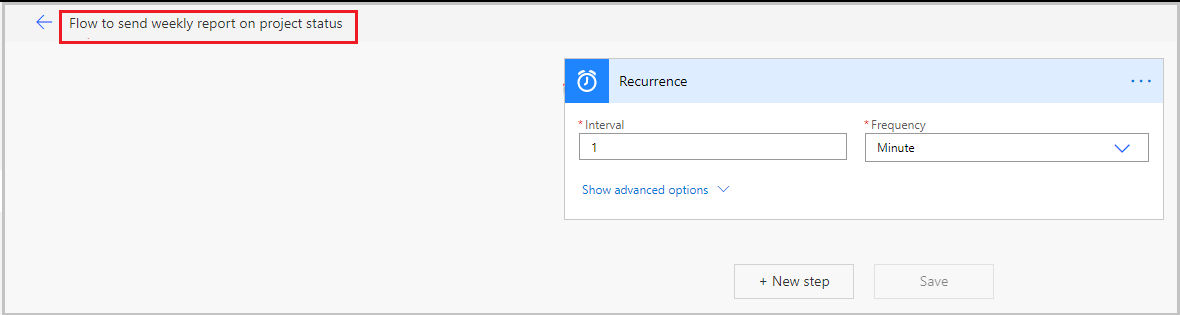 Flow to send weekly report on project status
Recurrence
* Interval
* Frequency
1
Minute
Show advanced options
+ New step
Save